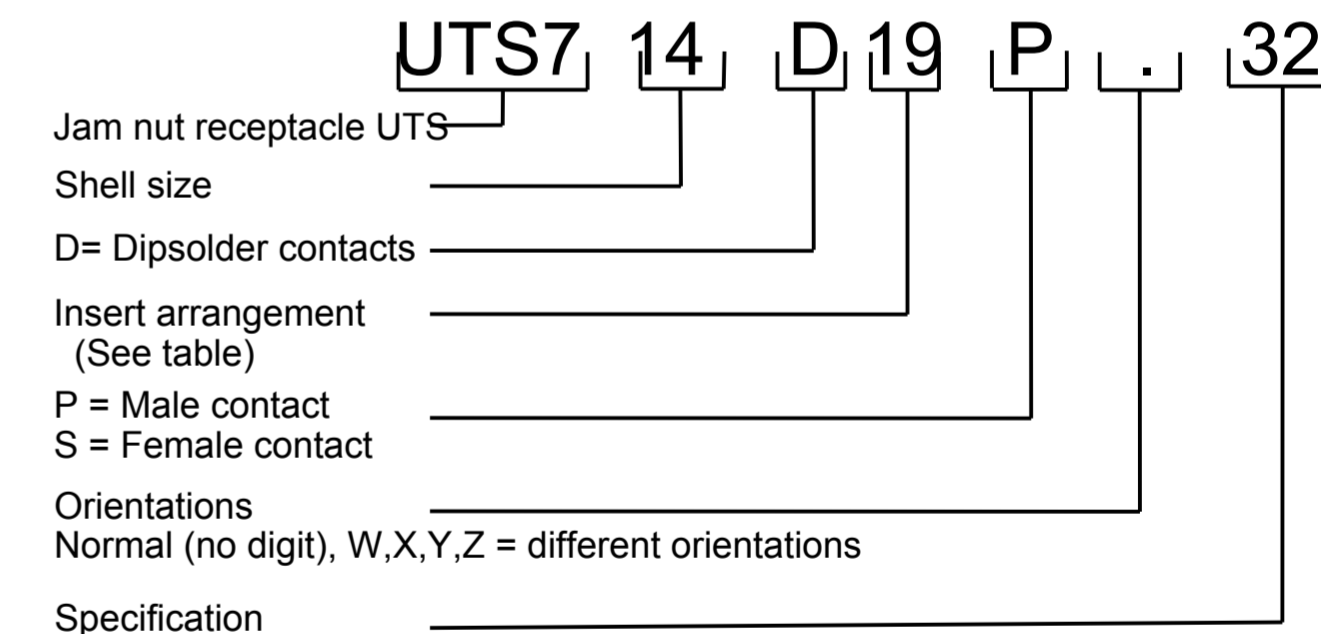 UTS7 14 D 19 P . 32
Jam nut receptacle UTS
Shell size
D= Dipsolder contacts
Insert arrangement
(See table)
P = Male contact
S = Female contact
Orientations
Normal (no digit), W,X,Y,Z = different orientations
Specification